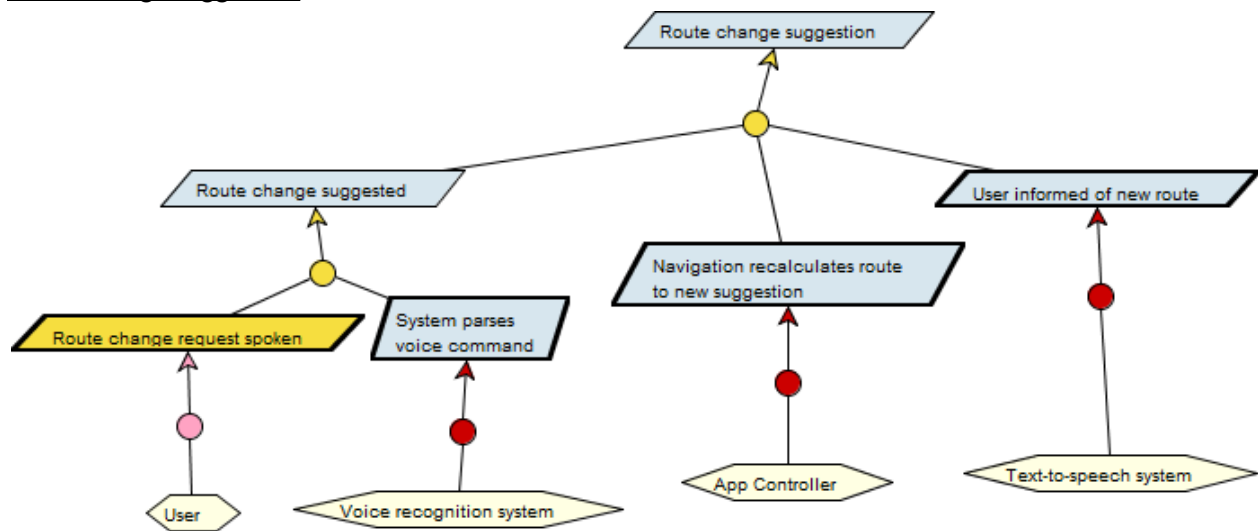 Route change suggestion
Route change suggested
User informed of new route
Navigation recalculates route
to new suggestion
Route change request spoken
System parses
voice command
User
Voice recognition system
App Controller
Text-to-speech system